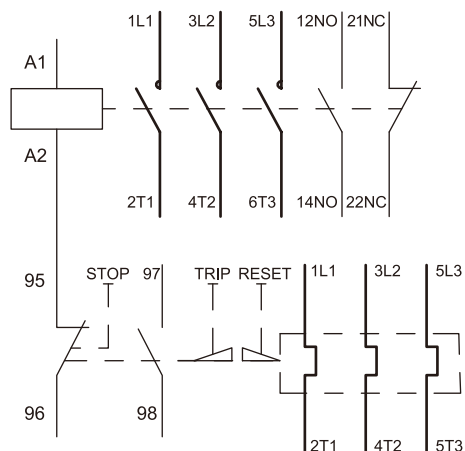 1L1 3L2 5L3 12NO 21NC
A1
A2
2T1 4T2 6T3 14NO 22NC
95 STOP 97 TRIP RESET 1L1 3L2 5L3
96 98
2T1 4T2 5T3